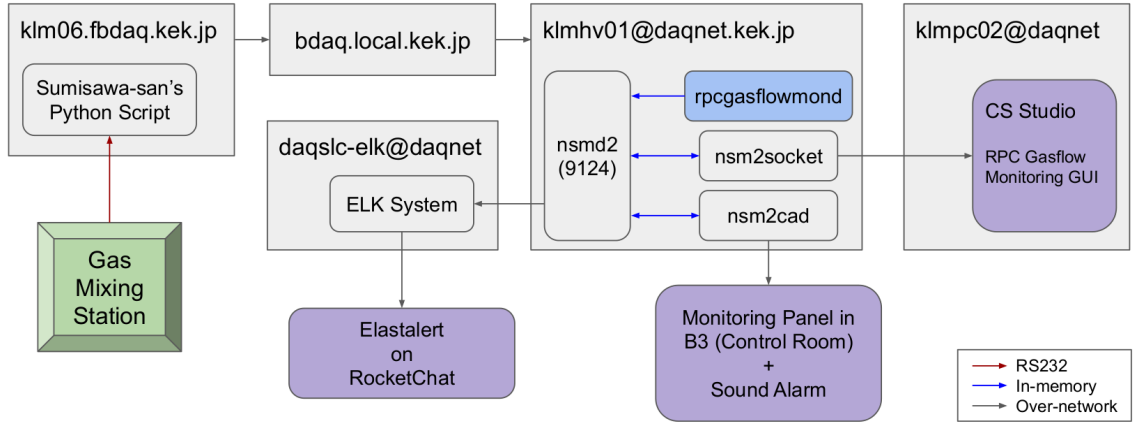 klm06.fbdaq.kek.jp
Sumisawa-san's
Python Script
Gas
Mixing
Station
bdaq.local.kek.jp
daqslc-elk@daqnet
ELK System
Elastalert
on
RocketChat
klmhv01@daqnet.kek.jp
nsmd2
(9124)
rpcgasflowmond
nsm2socket
nsm2cad
Monitoring Panel in
B3 (Control Room)
+
Sound Alarm
klmpc02@daqnet
CS Studio
RPC Gasflow
Monitoring GUI
RS232
In-memory
Over-network